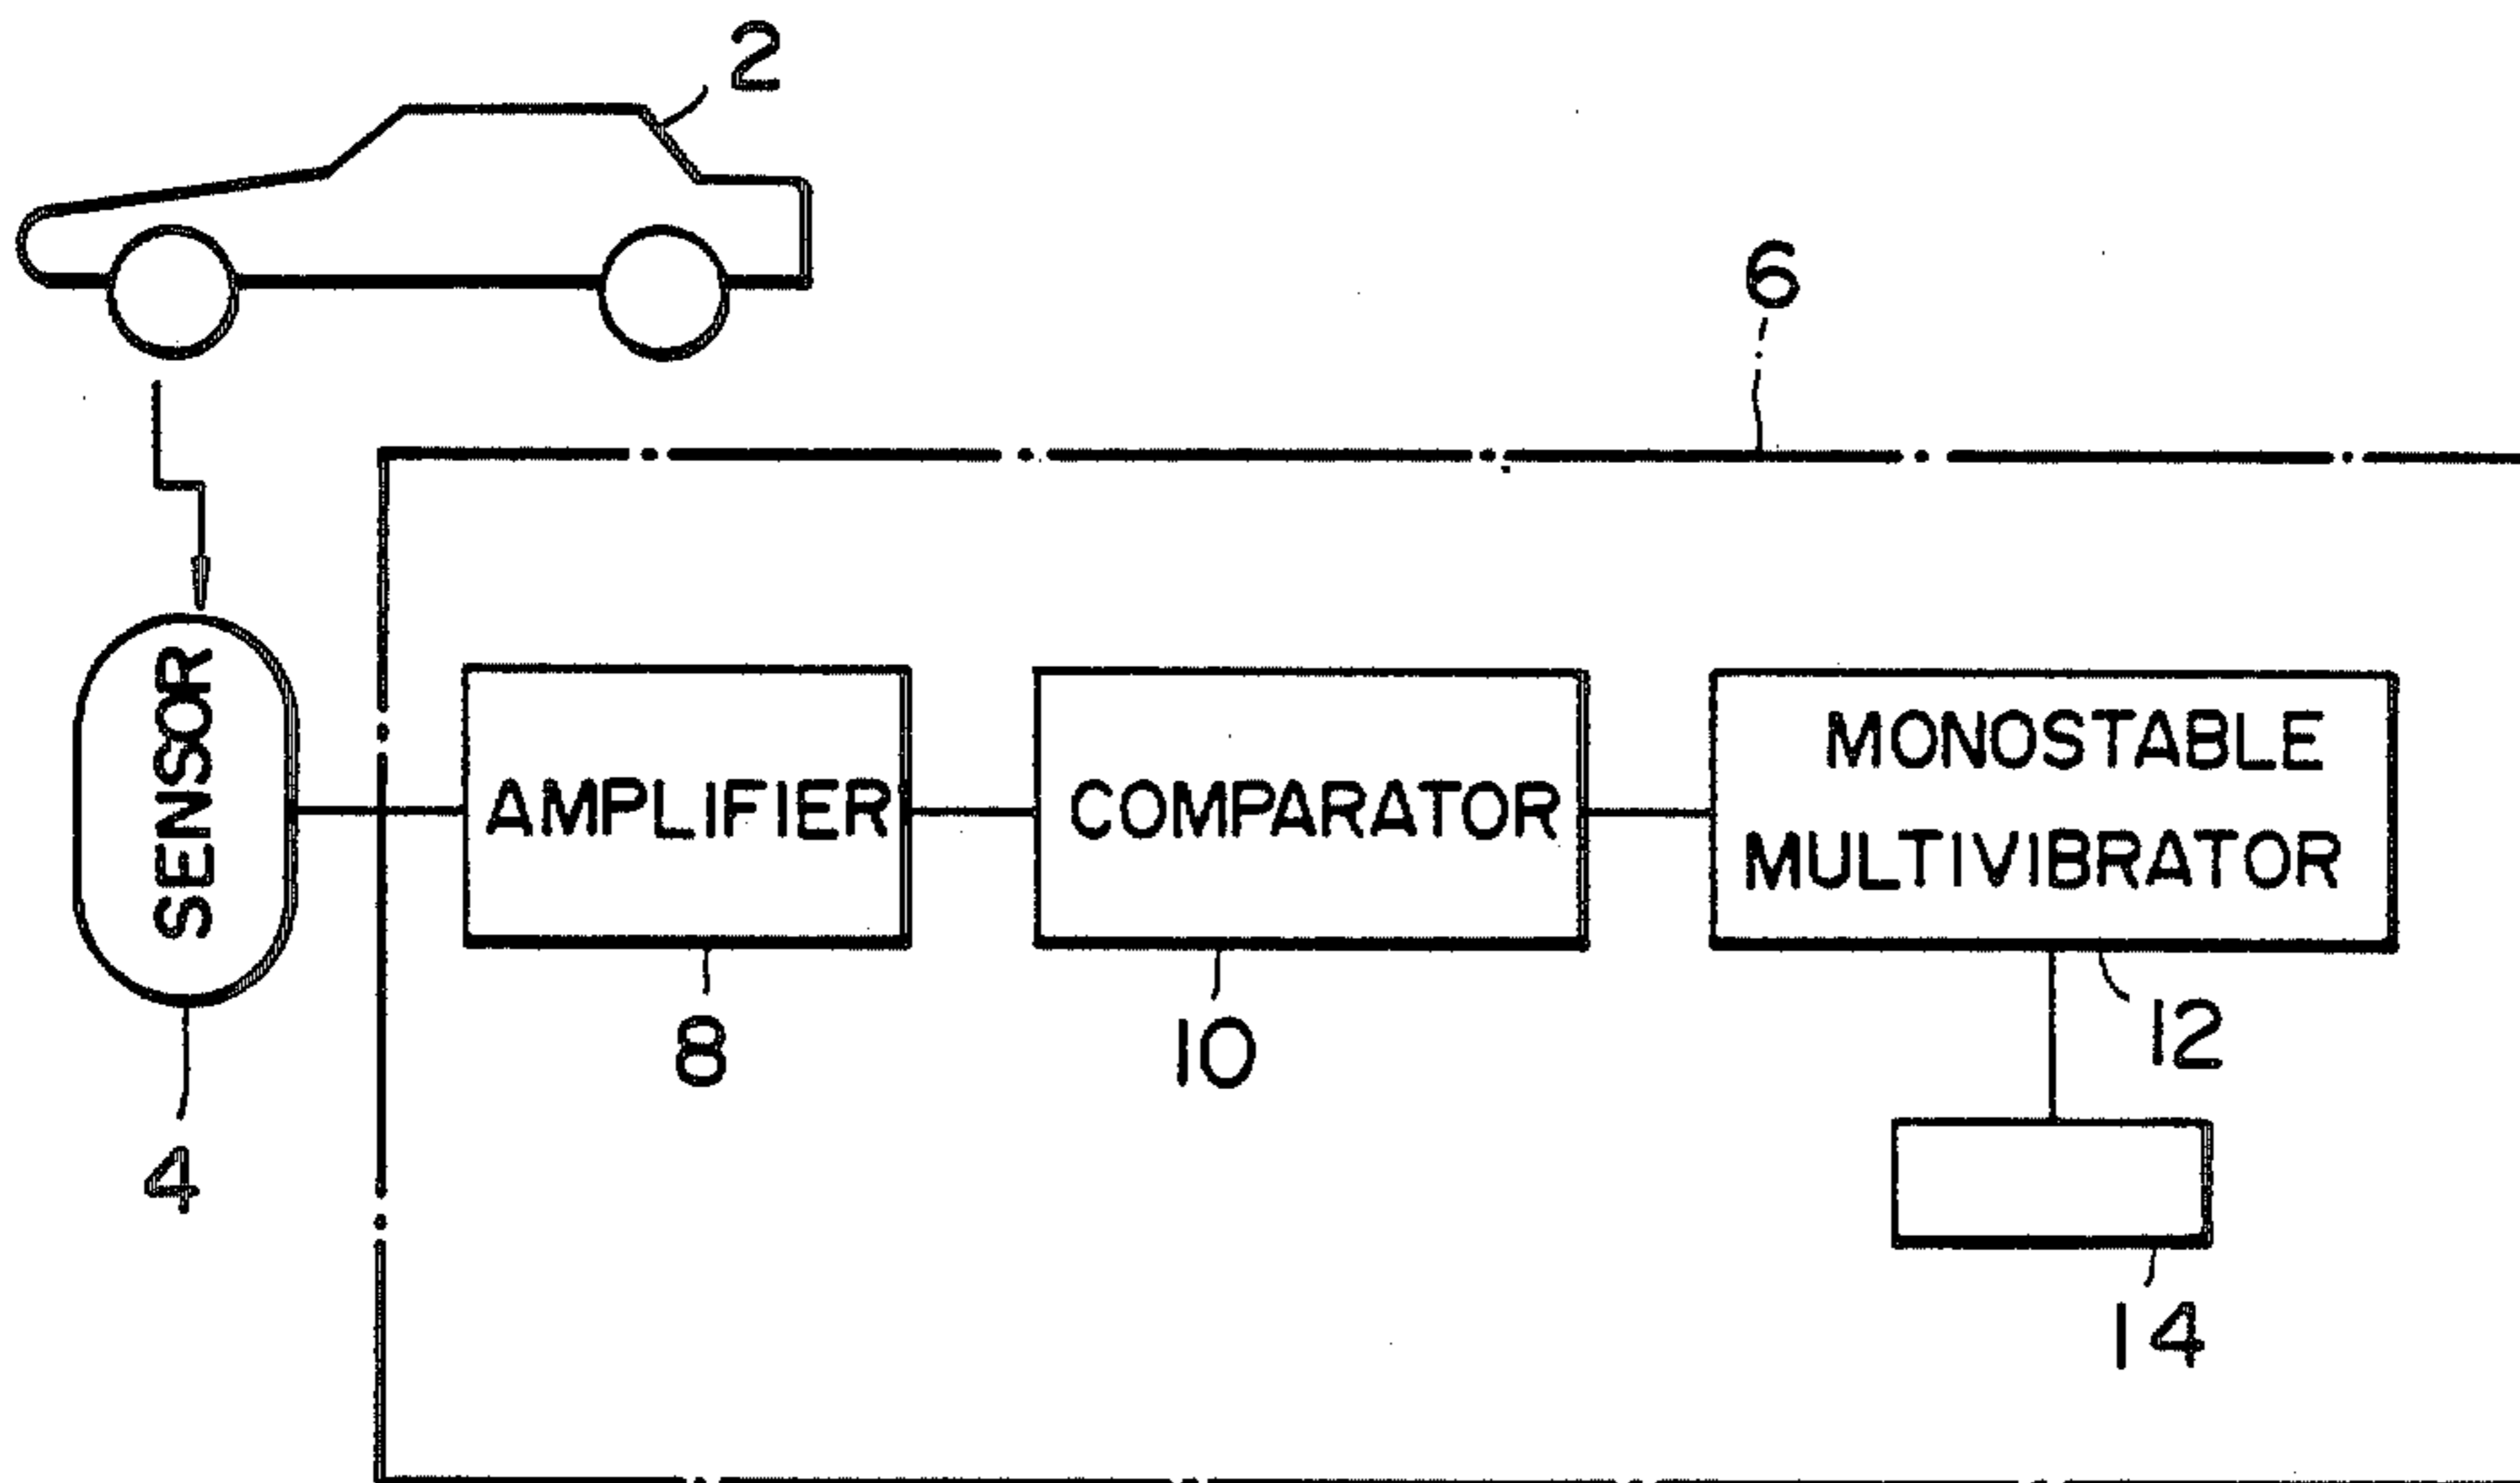 2
6
SENSOR
AMPLIFIER
COMPARATOR
MONOSTABLE
MULTIVIBRATOR
8
10
12
4
14